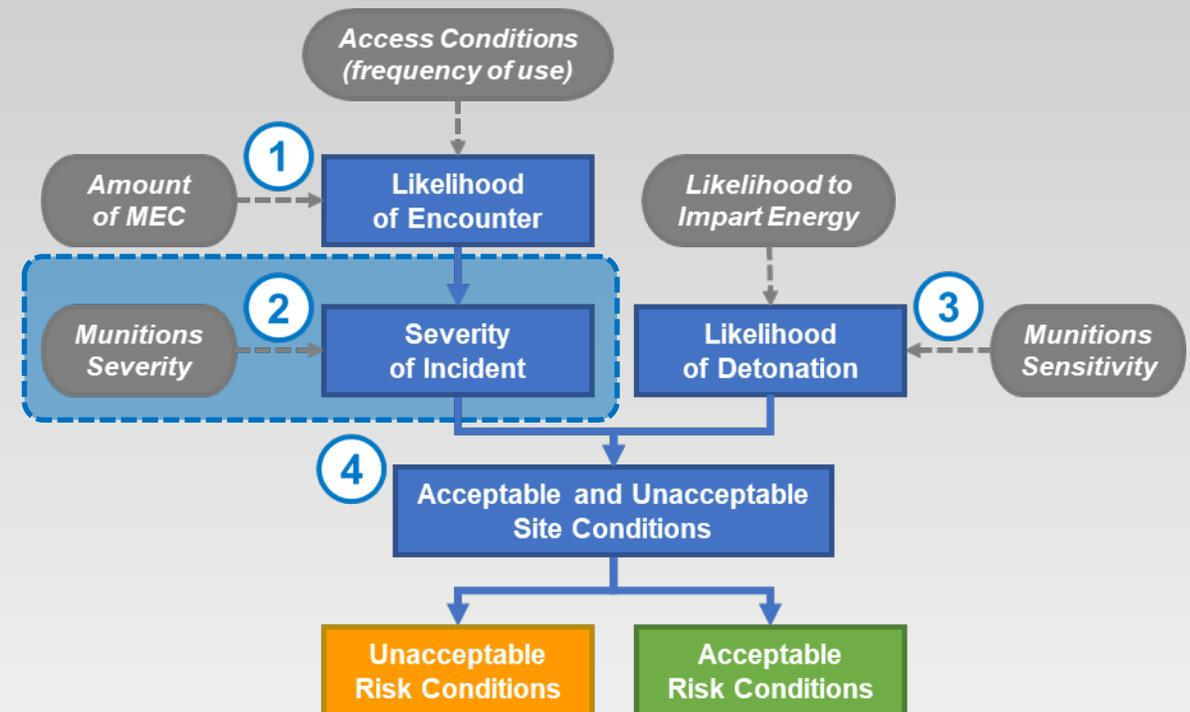 Access Conditions
(frequency of use)
1
Amount
of MEC
Likelihood
of Encounter
Likelihood to
Impart Energy
2
Munitions
Severity
Severity
of Incident
Likelihood
of Detonation
3
Munitions
Sensitivity
4
Acceptable and Unacceptable
Site Conditions
Unacceptable
Risk Conditions
Acceptable
Risk Conditions